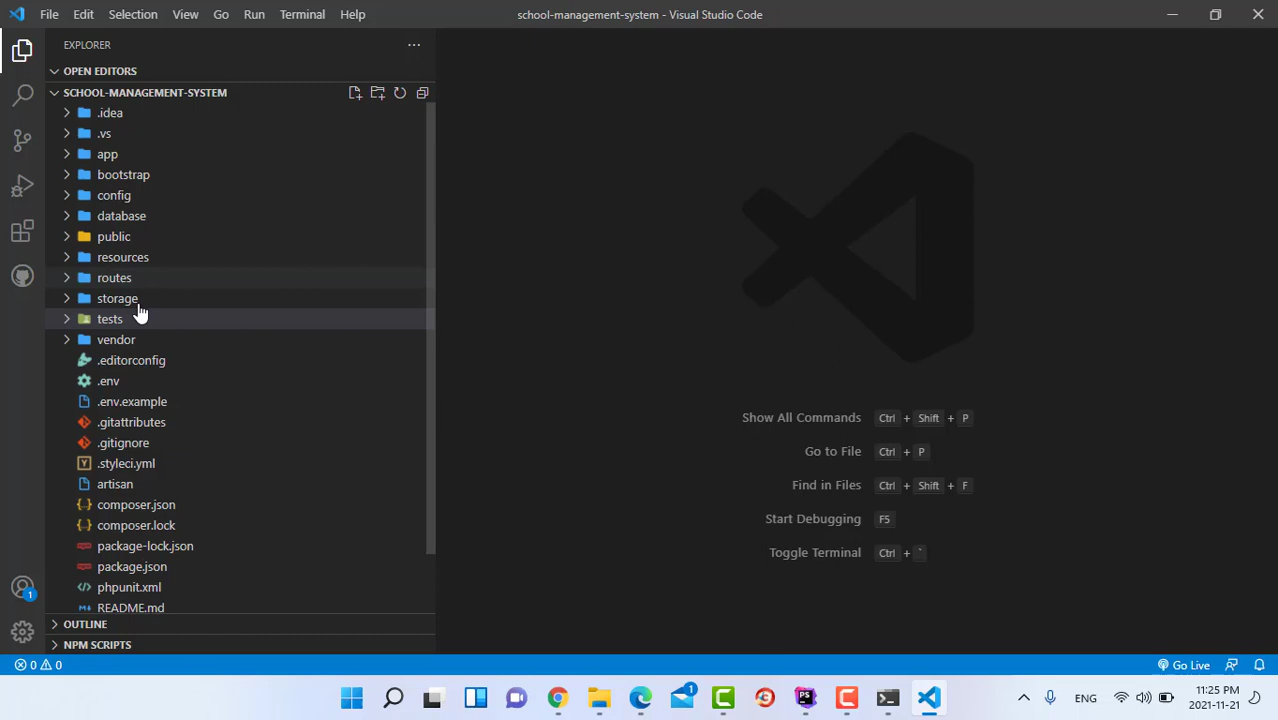 File Edit Selection View Go Run Terminal Help school-management-system - Visual Studio Code
EXPLORER
OPEN EDITORS
SCHOOL-MANAGEMENT-SYSTEM
.idea
.vs
app
bootstrap
config
database
public
resources
routes
storage
tests
vendor
.editorconfig
.env
.env.example
.gitattributes
.gitignore
.styleci.yml
artisan
composer.json
composer.lock
package-lock.json
package.json
phpunit.xml
README.md
OUTLINE
NPM SCRIPTS
Show All Commands Ctrl + Shift + P
Go to File Ctrl + P
Find in Files Ctrl + Shift + F
Start Debugging F5
Toggle Terminal Ctrl + `
1
0 0 Go Live
1 PS ENG 11:25 PM
2021-11-21